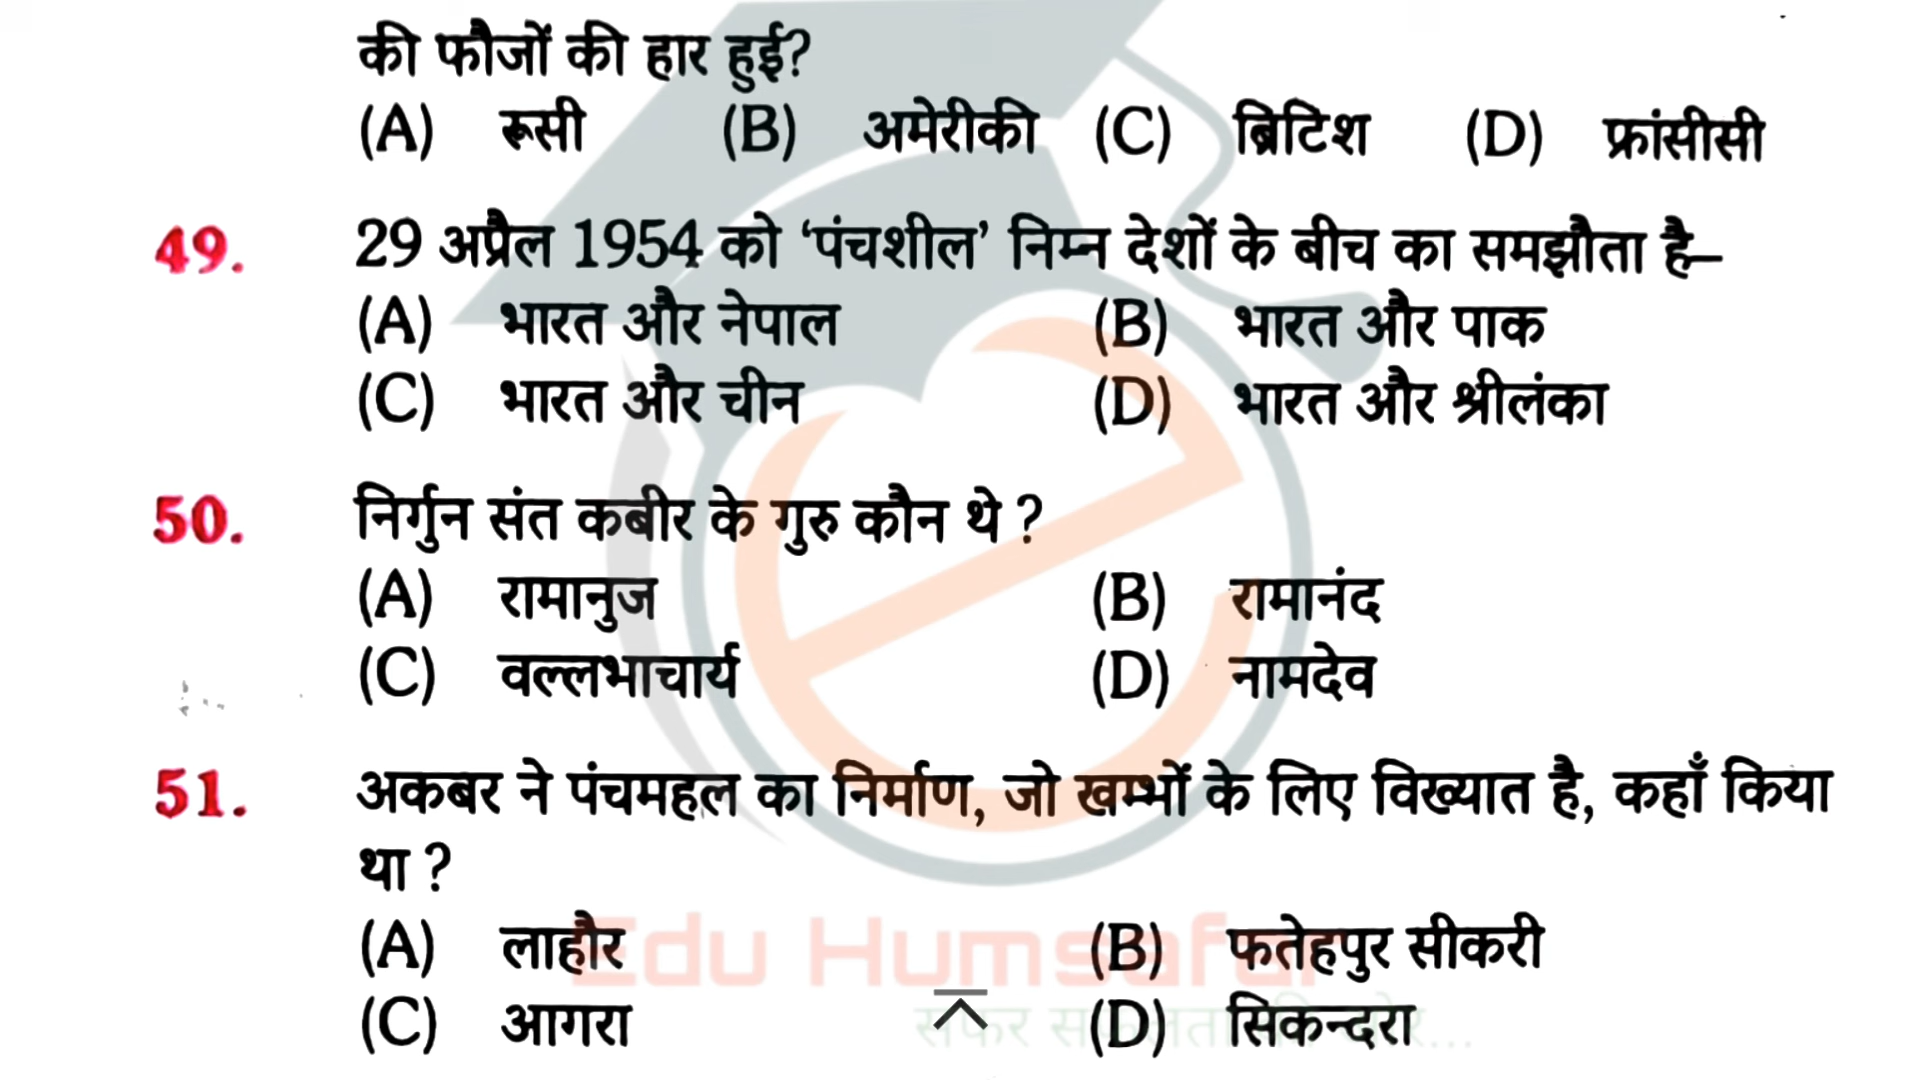 की फौजों की हार हुई?
(A) रूसी (B) अमेरीकी (C) ब्रिटिश (D) फ्रांसीसी
49. 29 अप्रैल 1954 को ‘पंचशील’ निम्न देशों के बीच का समझौता है–
(A) भारत और नेपाल (B) भारत और पाक
(C) भारत और चीन (D) भारत और श्रीलंका
50. निर्गुन संत कबीर के गुरु कौन थे ?
(A) रामानुज (B) रामानंद
(C) वल्लभाचार्य (D) नामदेव
51. अकबर ने पंचमहल का निर्माण, जो खम्भों के लिए विख्यात है, कहाँ किया
था ?
(A) लाहौर (B) फतेहपुर सीकरी
Edu Humsafar
(C) आगरा (D) सिकन्दरा